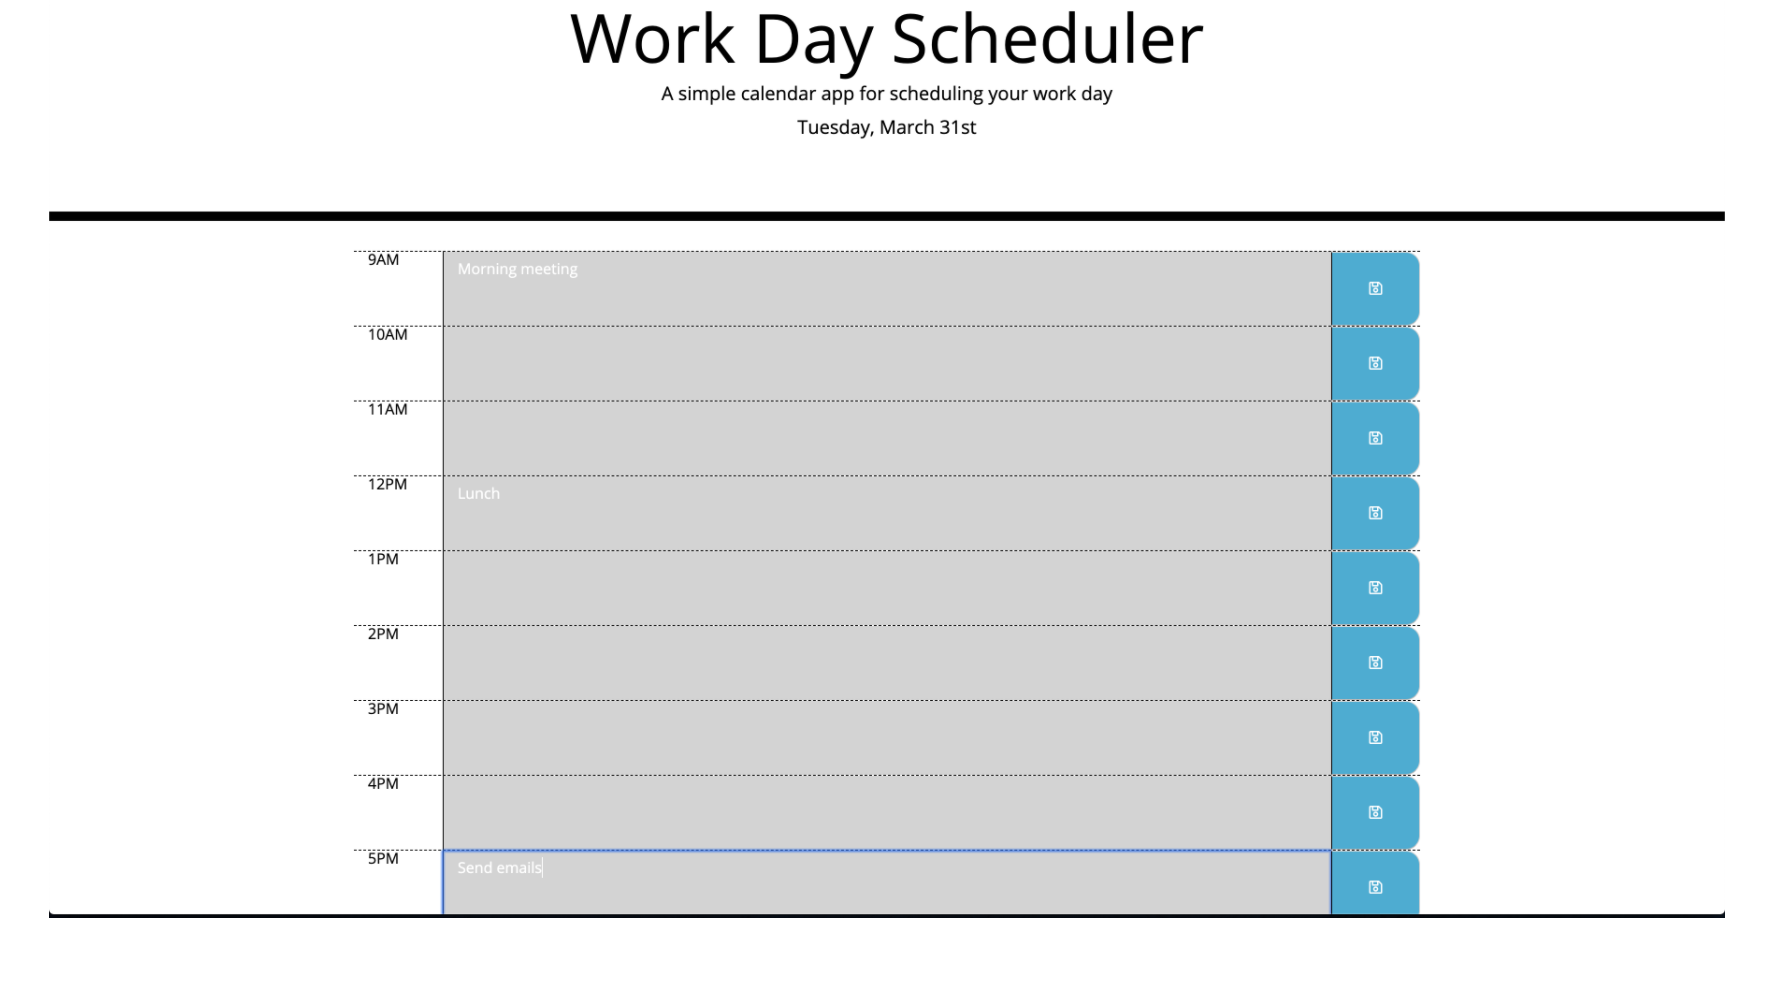 Work Day Scheduler
A simple calendar app for scheduling your work day
Tuesday, March 31st
9AM
Morning meeting
10AM
11AM
12PM
Lunch
1PM
2PM
3PM
4PM
5PM
Send emails